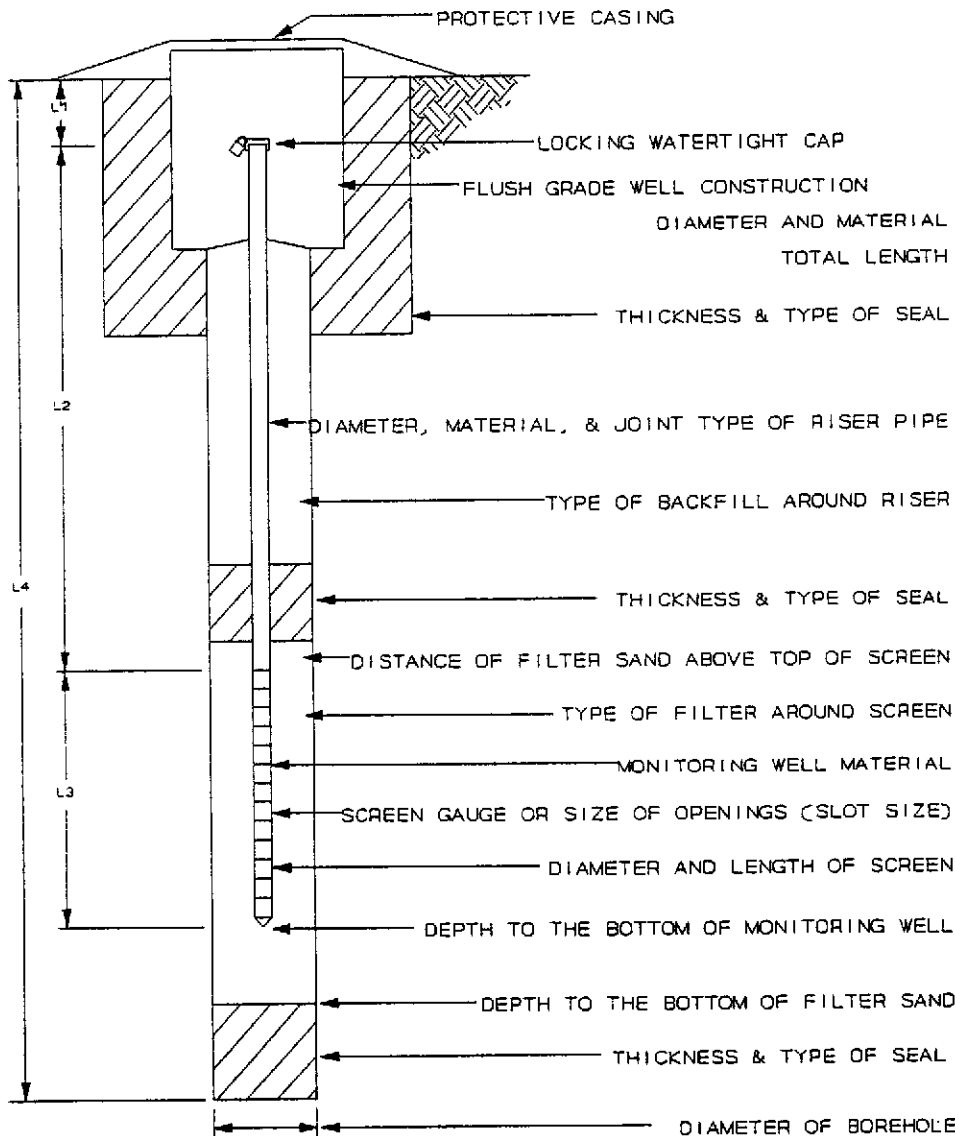 PROTECTIVE CASING
L1
LOCKING WATERTIGHT CAP
FLUSH GRADE WELL CONSTRUCTION
DIAMETER AND MATERIAL
TOTAL LENGTH
THICKNESS & TYPE OF SEAL
L2
DIAMETER, MATERIAL, & JOINT TYPE OF RISER PIPE
TYPE OF BACKFILL AROUND RISER
L4
THICKNESS & TYPE OF SEAL
DISTANCE OF FILTER SAND ABOVE TOP OF SCREEN
TYPE OF FILTER AROUND SCREEN
MONITORING WELL MATERIAL
L3
SCREEN GAUGE OR SIZE OF OPENINGS (SLOT SIZE)
DIAMETER AND LENGTH OF SCREEN
DEPTH TO THE BOTTOM OF MONITORING WELL
DEPTH TO THE BOTTOM OF FILTER SAND
THICKNESS & TYPE OF SEAL
DIAMETER OF BOREHOLE